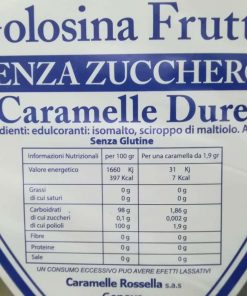 Golosina Frutt
SENZA ZUCCHERO
Caramelle Dure
dienti: edulcoranti: isomalto, sciroppo di maltiolo. A
Senza Glutine
Informazioni Nutrizionali per 100 gr Per una caramella da 1,9 gr
Valore energetico 1660 Kj 31 Kj
397 Kcal 7 Kcal
Grassi 0 g 0 g
di cui saturi 0 g 0 g
Carboidrati 98 g 1,86 g
di cui zuccheri 0,1 g 0,002 g
di cui polioli 100 g 1,9 g
Fibre 0 g 0 g
Proteine 0 g 0 g
Sale 0 g 0 g
UN CONSUMO ECCESSIVO PUÒ AVERE EFFETTI LASSATIVI
Caramelle Rossella s.a.s